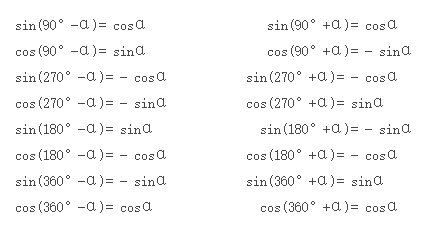 sin(90° -α)= cosα sin(90° +α)= cosα
cos(90° -α)= sinα cos(90° +α)= - sinα
sin(270° -α)= - cosα sin(270° +α)= - cosα
cos(270° -α)= - sinα cos(270° +α)= sinα
sin(180° -α)= sinα sin(180° +α)= - sinα
cos(180° -α)= - cosα cos(180° +α)= - cosα
sin(360° -α)= - sinα sin(360° +α)= sinα
cos(360° -α)= cosα cos(360° +α)= cosα